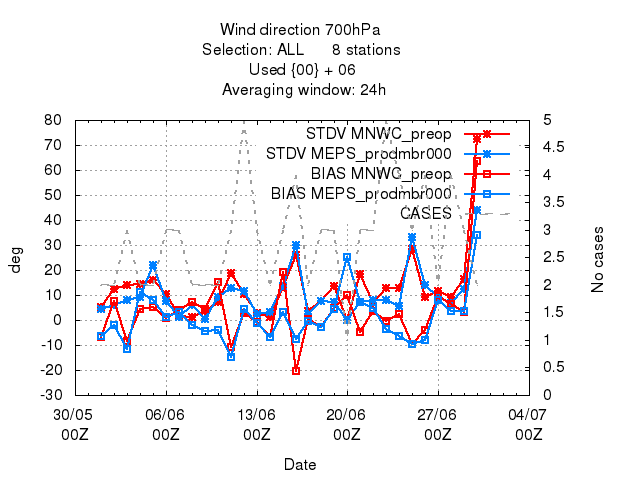 Wind direction 700hPa
Selection: ALL 8 stations
Used {00} + 06
Averaging window: 24h
80 5
70 4.5
60 4
50 3.5
40 3
30 2.5
20 2
10 1.5
0 1
-10 0.5
-20 0
-30
deg
No cases
STDV MNWC_preop
STDV MEPS_prodmbr000
BIAS MNWC_preop
BIAS MEPS_prodmbr000
CASES
30/05 06/06 13/06 20/06 27/06 04/07
00Z 00Z 00Z 00Z 00Z 00Z
Date